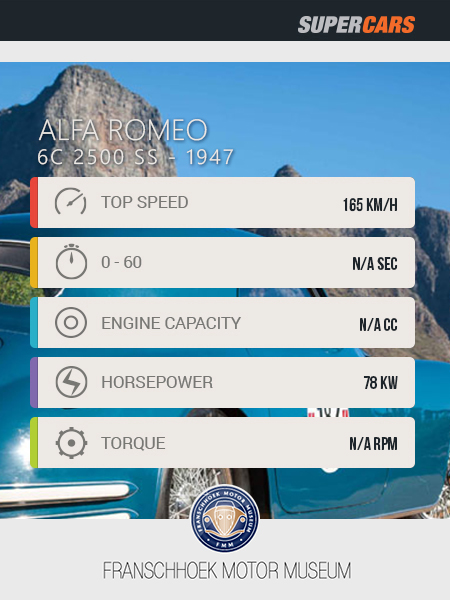 SUPERCARS
ALFA ROMEO
6C 2500 SS - 1947
TOP SPEED 165 KM/H
0 - 60 N/A SEC
ENGINE CAPACITY N/A CC
HORSEPOWER 78 KW
TORQUE N/A RPM
FRANSCHHOEK MOTOR MUSEUM
FMM
FRANSCHHOEK MOTOR MUSEUM